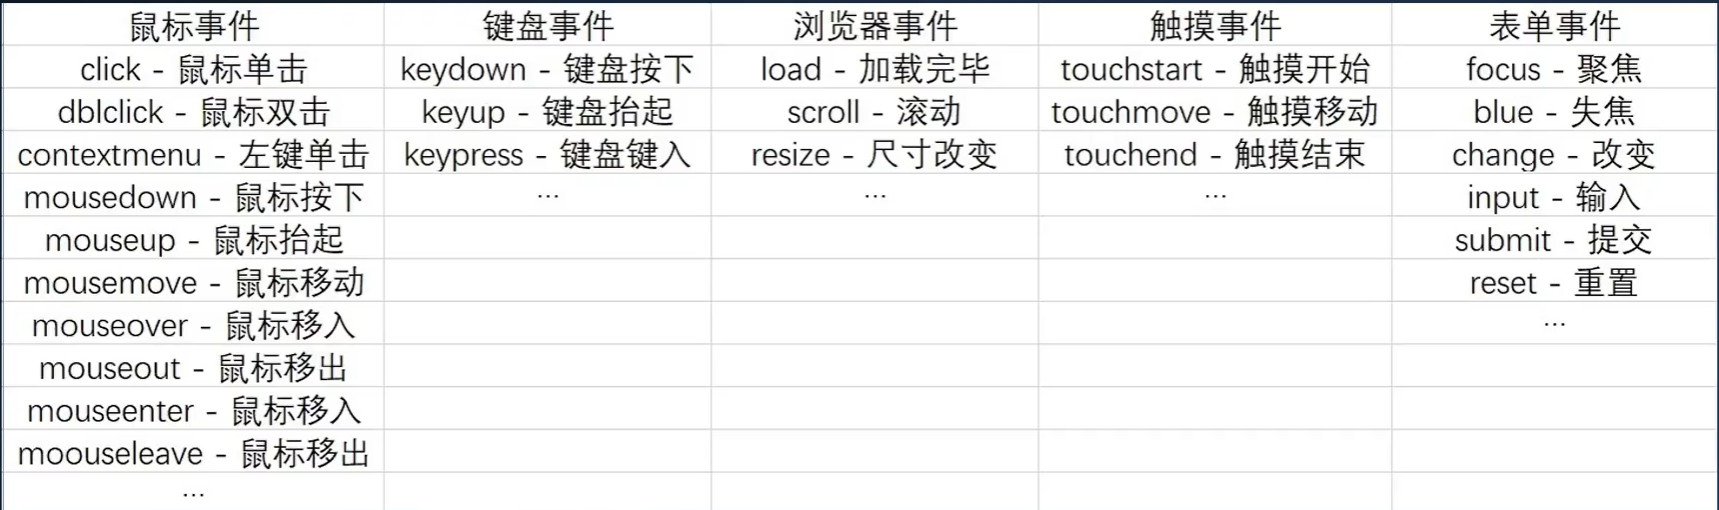 鼠标事件 键盘事件 浏览器事件 触摸事件 表单事件
click - 鼠标单击 keydown - 键盘按下 load - 加载完毕 touchstart - 触摸开始 focus - 聚焦
dblclick - 鼠标双击 keyup - 键盘抬起 scroll - 滚动 touchmove - 触摸移动 blue - 失焦
contextmenu - 左键单击 keypress - 键盘键入 resize - 尺寸改变 touchend - 触摸结束 change - 改变
mousedown - 鼠标按下 ... ... ... input - 输入
mouseup - 鼠标抬起 submit - 提交
mousemove - 鼠标移动 reset - 重置
mouseover - 鼠标移入 ...
mouseout - 鼠标移出
mouseenter - 鼠标移入
moouseleave - 鼠标移出
...